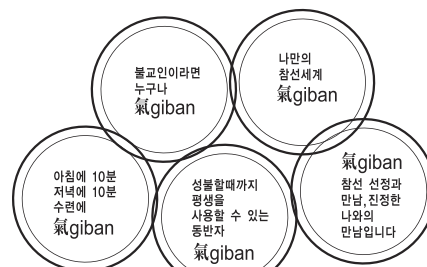 불교인이라면
누구나
氣giban
나만의
참선세계
氣giban
아침에 10분
저녁에 10분
수련에
氣giban
성불할때까지
평생을
사용할 수 있는
동반자
氣giban
氣giban
참선 선정과
만남,진정한
나와의
만남입니다